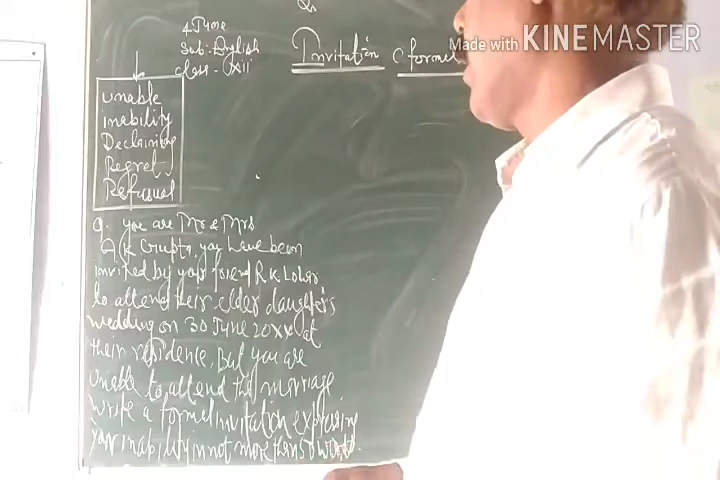 4 June
Sub:- English
Class - XII
Invitation (formal
Made with KINEMASTER
unable
inability
Declaining
Regret
Refusual
Q. you are Mr & Mrs
K Gupta, you have been
invited by your friend R.K
to attend their elder daughter's
wedding on 30 June 20XX at
their residence. But you are
unable to attend the marriage.
write a formal invitation expressing
your inability in not more than 50 words.